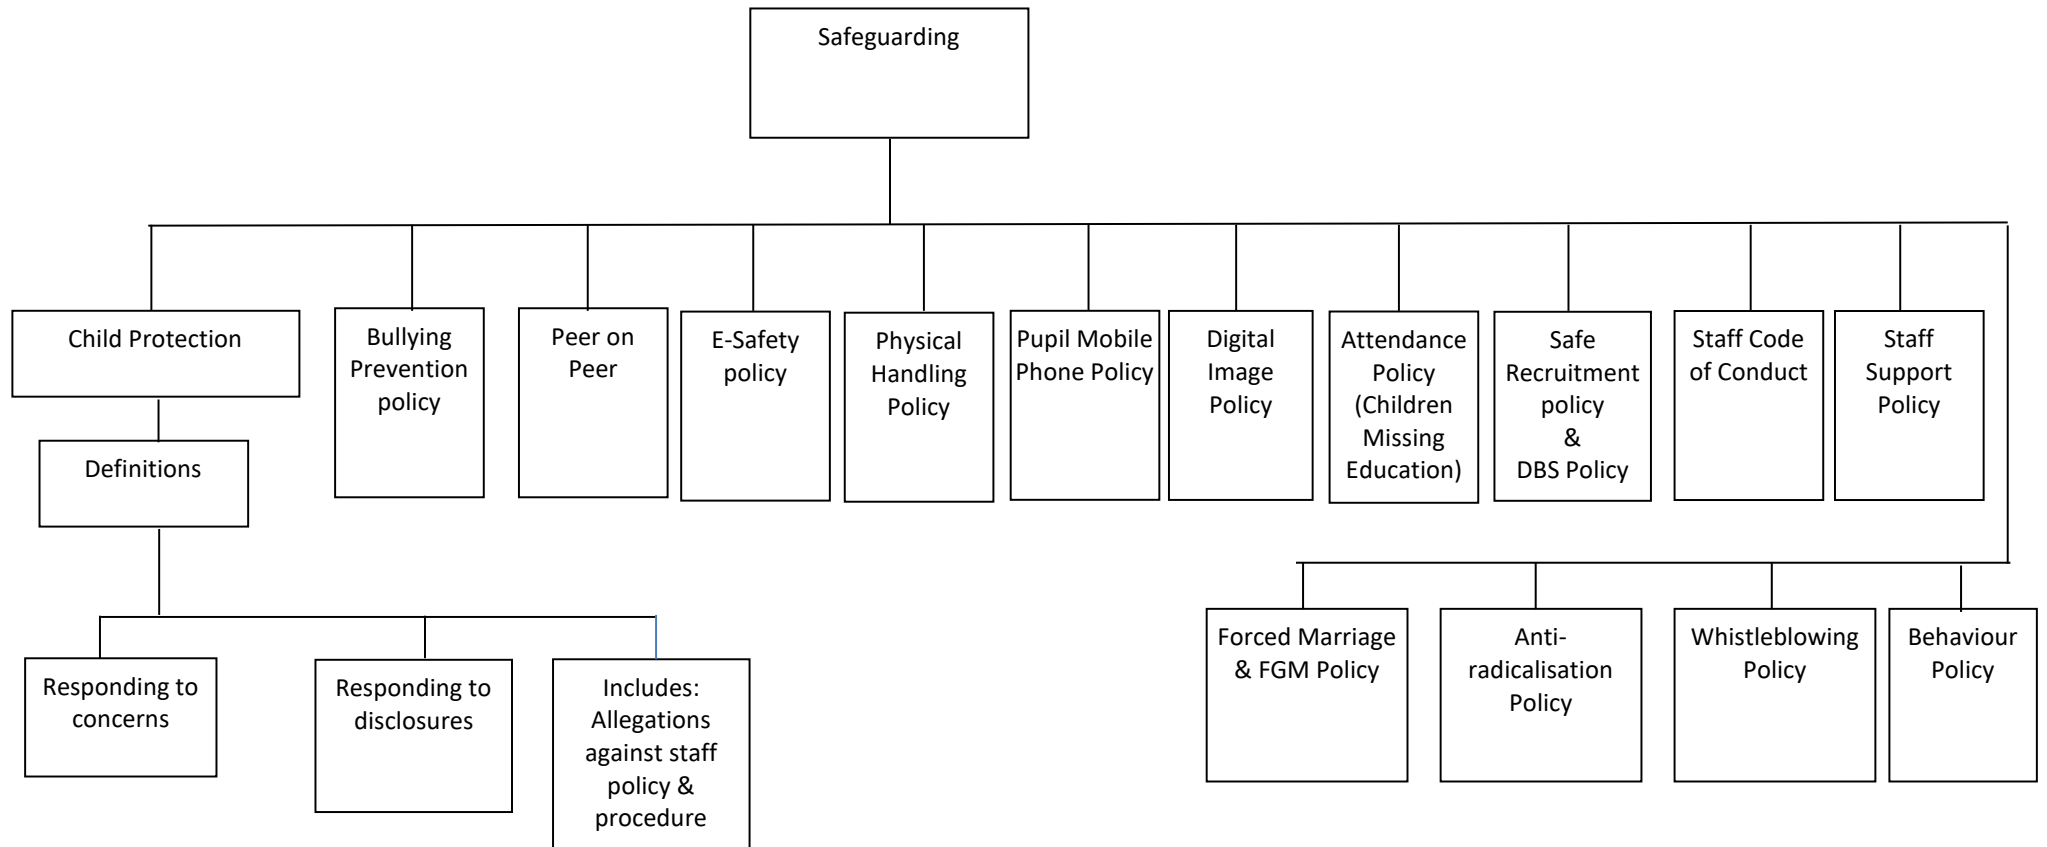 Safeguarding
Child Protection
Bullying
Prevention
policy
Peer on
Peer
E-Safety
policy
Physical
Handling
Policy
Pupil Mobile
Phone Policy
Digital
Image
Policy
Attendance
Policy
(Children
Missing
Education)
Safe
Recruitment
policy
&
DBS Policy
Staff Code
of Conduct
Staff
Support
Policy
Definitions
Responding to
concerns
Responding to
disclosures
Includes:
Allegations
against staff
policy &
procedure
Forced Marriage
& FGM Policy
Anti-
radicalisation
Policy
Whistleblowing
Policy
Behaviour
Policy